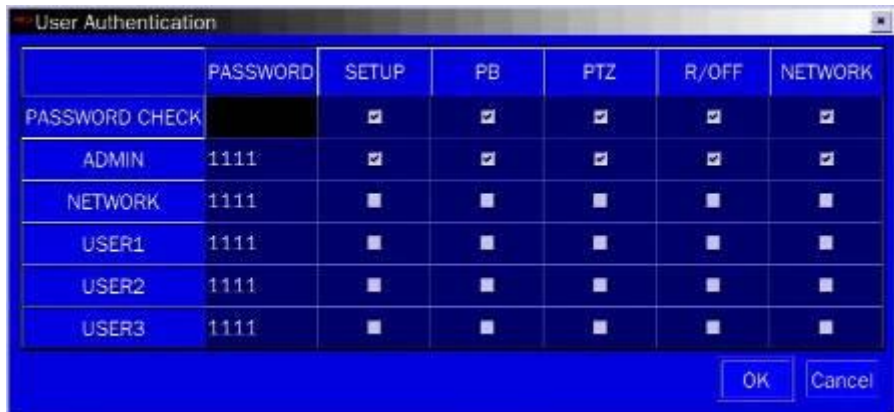 User Authentication
PASSWORD SETUP PB PTZ R/OFF NETWORK
PASSWORD CHECK
ADMIN 1111
NETWORK 1111
USER1 1111
USER2 1111
USER3 1111
OK Cancel